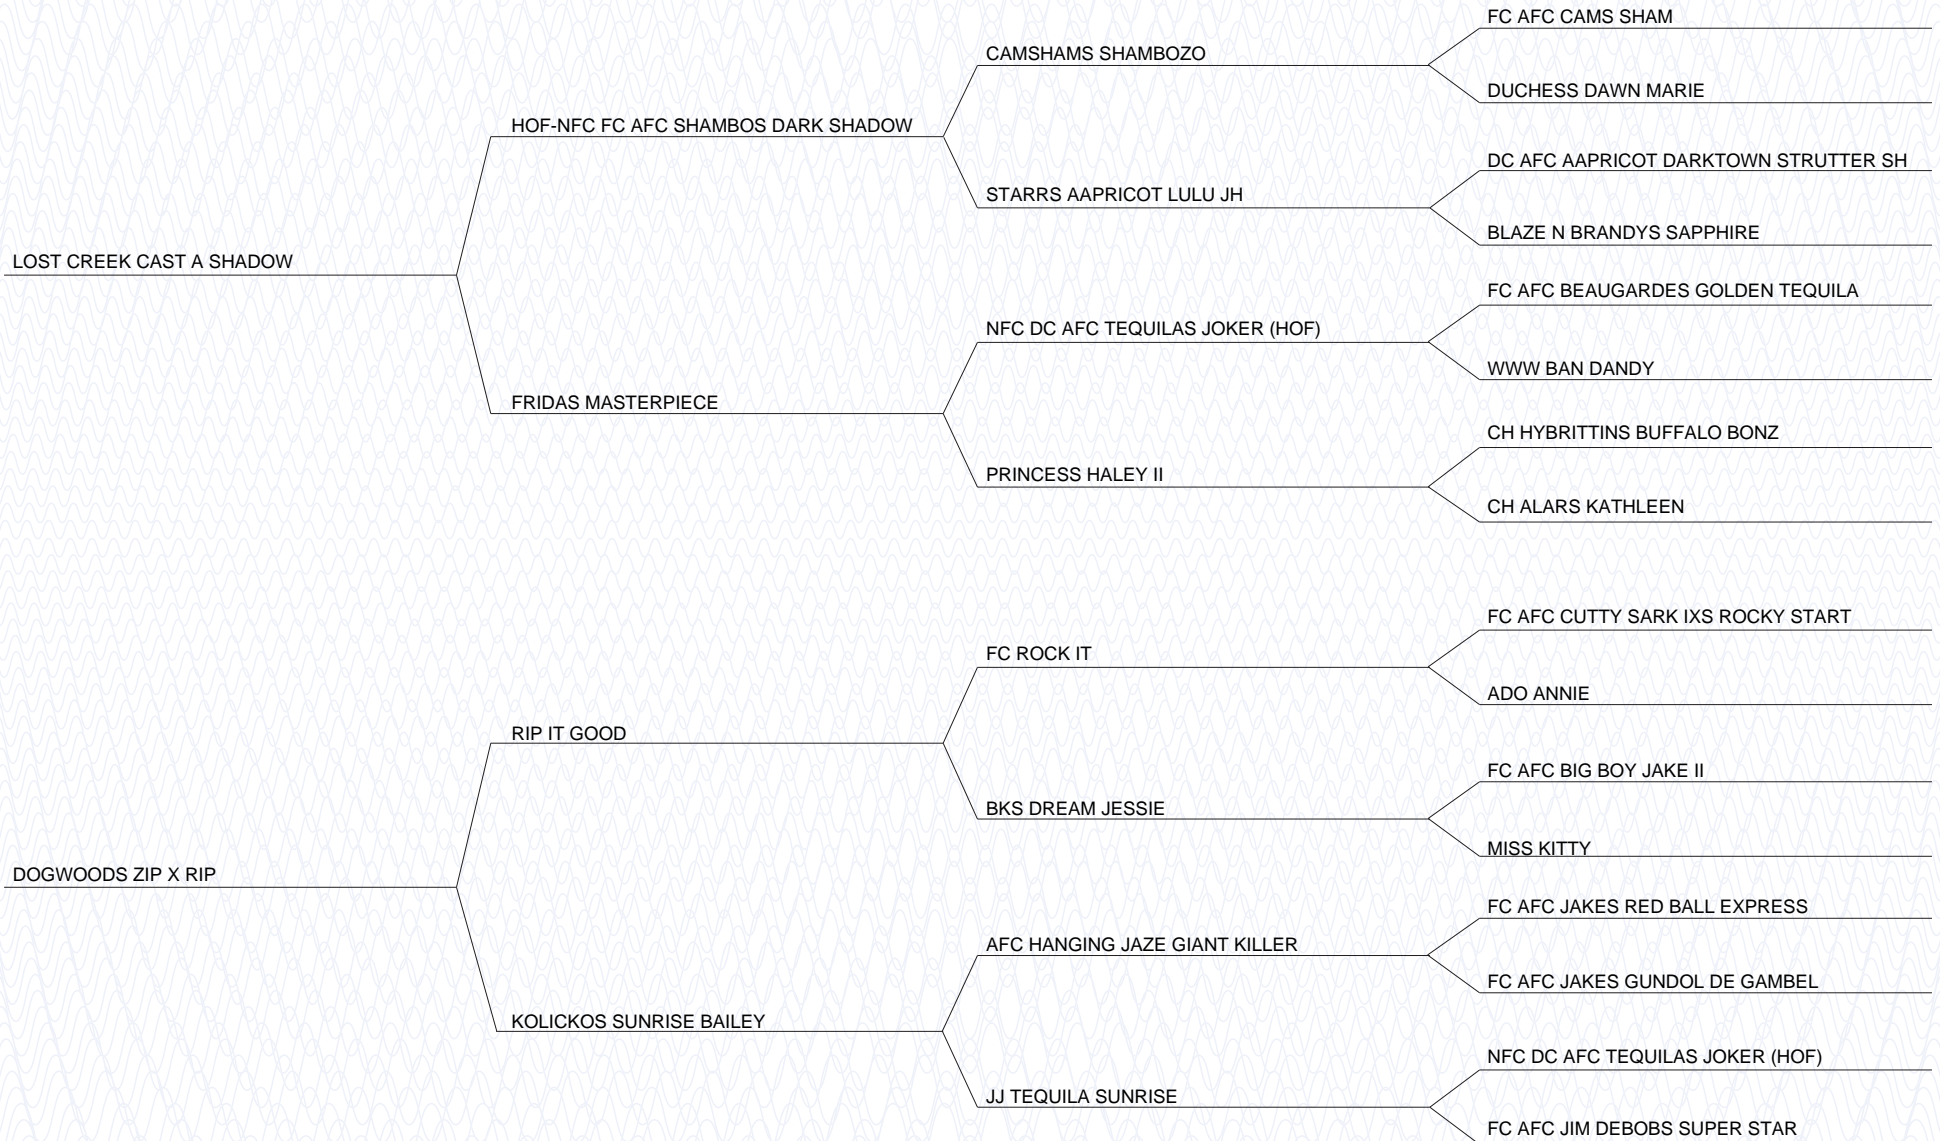 FC AFC CAMS SHAM
CAMSHAMS SHAMBOZO
DUCHESS DAWN MARIE
HOF-NFC FC AFC SHAMBOS DARK SHADOW
DC AFC AAPRICOT DARKTOWN STRUTTER SH
STARRS AAPRICOT LULU JH
BLAZE N BRANDYS SAPPHIRE
LOST CREEK CAST A SHADOW
FC AFC BEAUGARDES GOLDEN TEQUILA
NFC DC AFC TEQUILAS JOKER (HOF)
WWW BAN DANDY
FRIDAS MASTERPIECE
CH HYBRITTINS BUFFALO BONZ
PRINCESS HALEY II
CH ALARS KATHLEEN
FC AFC CUTTY SARK IXS ROCKY START
FC ROCK IT
ADO ANNIE
RIP IT GOOD
FC AFC BIG BOY JAKE II
BKS DREAM JESSIE
MISS KITTY
DOGWOODS ZIP X RIP
FC AFC JAKES RED BALL EXPRESS
AFC HANGING JAZE GIANT KILLER
FC AFC JAKES GUNDOL DE GAMBEL
KOLICKOS SUNRISE BAILEY
NFC DC AFC TEQUILAS JOKER (HOF)
JJ TEQUILA SUNRISE
FC AFC JIM DEBOBS SUPER STAR